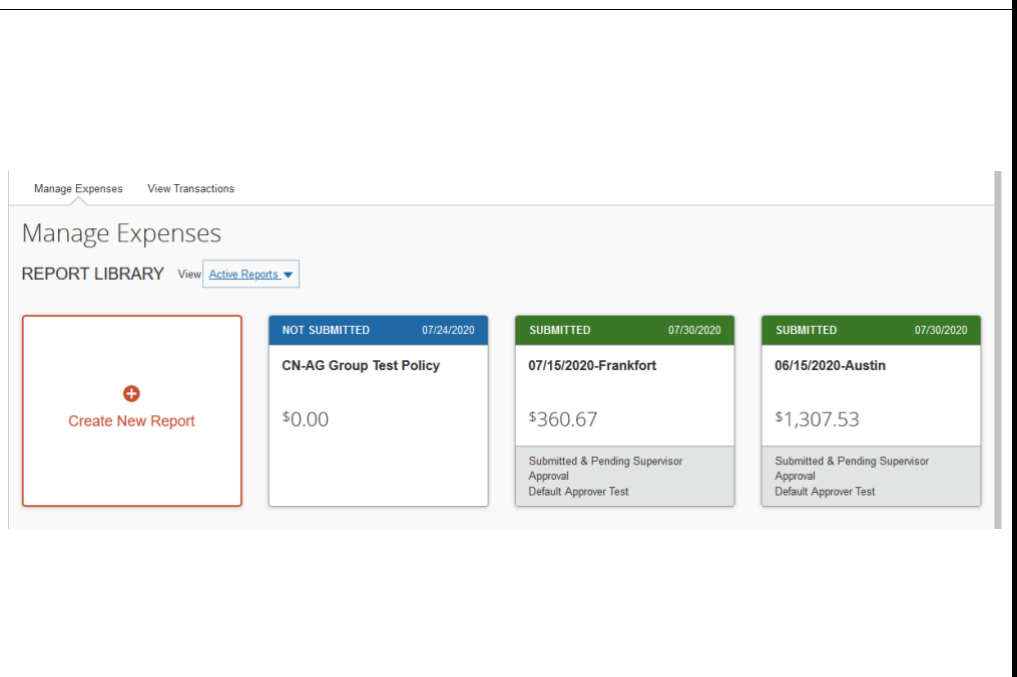 Manage Expenses View Transactions
Manage Expenses
REPORT LIBRARY View Active Reports
Create New Report
NOT SUBMITTED 07/24/2020
CN-AG Group Test Policy
$0.00
SUBMITTED 07/30/2020
07/15/2020-Frankfort
$360.67
Submitted & Pending Supervisor
Approval
Default Approver Test
SUBMITTED 07/30/2020
06/15/2020-Austin
$1,307.53
Submitted & Pending Supervisor
Approval
Default Approver Test